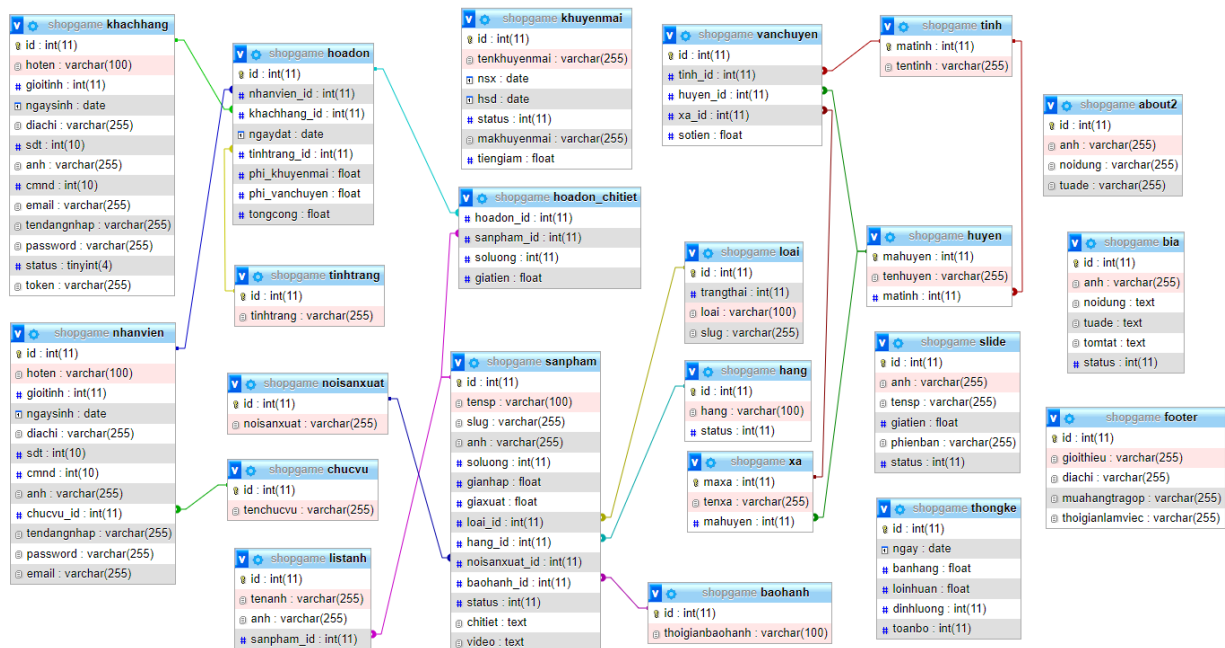 shopgame khachhang
id : int(11)
hoten : varchar(100)
gioitinh : int(11)
ngaysinh : date
diachi : varchar(255)
sdt : int(10)
anh : varchar(255)
cmnd : int(10)
email : varchar(255)
tendangnhap : varchar(255)
password : varchar(255)
status : tinyint(4)
token : varchar(255)
shopgame nhanvien
id : int(11)
hoten : varchar(100)
gioitinh : int(11)
ngaysinh : date
diachi : varchar(255)
sdt : int(10)
cmnd : int(10)
anh : varchar(255)
chucvu_id : int(11)
tendangnhap : varchar(255)
password : varchar(255)
email : varchar(255)
shopgame hoadon
id : int(11)
nhanvien_id : int(11)
khachhang_id : int(11)
ngaydat : date
tinhtrang_id : int(11)
phi_khuyenmai : float
phi_vanchuyen : float
tongcong : float
shopgame tinhtrang
id : int(11)
tinhtrang : varchar(255)
shopgame noisanxuat
id : int(11)
noisanxuat : varchar(255)
shopgame chucvu
id : int(11)
tenchucvu : varchar(255)
shopgame listanh
id : int(11)
tenanh : varchar(255)
anh : varchar(255)
sanpham_id : int(11)
shopgame khuyenmai
id : int(11)
tenkhuyenmai : varchar(255)
nsx : date
hsd : date
status : int(11)
makhuyenmai : varchar(255)
tiengiam : float
shopgame hoadon_chitiet
hoadon_id : int(11)
sanpham_id : int(11)
soluong : int(11)
giatien : float
shopgame sanpham
id : int(11)
tensp : varchar(100)
slug : varchar(255)
anh : varchar(255)
soluong : int(11)
gianhap : float
giaxuat : float
loai_id : int(11)
hang_id : int(11)
noisanxuat_id : int(11)
baohanh_id : int(11)
status : int(11)
chitiet : text
video : text
shopgame vanchuyen
id : int(11)
tinh_id : int(11)
huyen_id : int(11)
xa_id : int(11)
sotien : float
shopgame loai
id : int(11)
trangthai : int(11)
loai : varchar(100)
slug : varchar(255)
shopgame hang
id : int(11)
hang : varchar(100)
status : int(11)
shopgame xa
maxa : int(11)
tenxa : varchar(255)
mahuyen : int(11)
shopgame baohanh
id : int(11)
thoigianbaohanh : varchar(100)
shopgame tinh
matinh : int(11)
tentinh : varchar(255)
shopgame huyen
mahuyen : int(11)
tenhuyen : varchar(255)
matinh : int(11)
shopgame slide
id : int(11)
anh : varchar(255)
tensp : varchar(255)
giatien : float
phienban : varchar(255)
status : int(11)
shopgame thongke
id : int(11)
ngay : date
banhang : float
loinhuan : float
dinhluong : int(11)
toanbo : int(11)
shopgame about2
id : int(11)
anh : varchar(255)
noidung : varchar(255)
tuade : varchar(255)
shopgame bia
id : int(11)
anh : varchar(255)
noidung : text
tuade : text
tomtat : text
status : int(11)
shopgame footer
id : int(11)
gioithieu : varchar(255)
diachi : varchar(255)
muahangtragop : varchar(255)
thoigianlamviec : varchar(255)